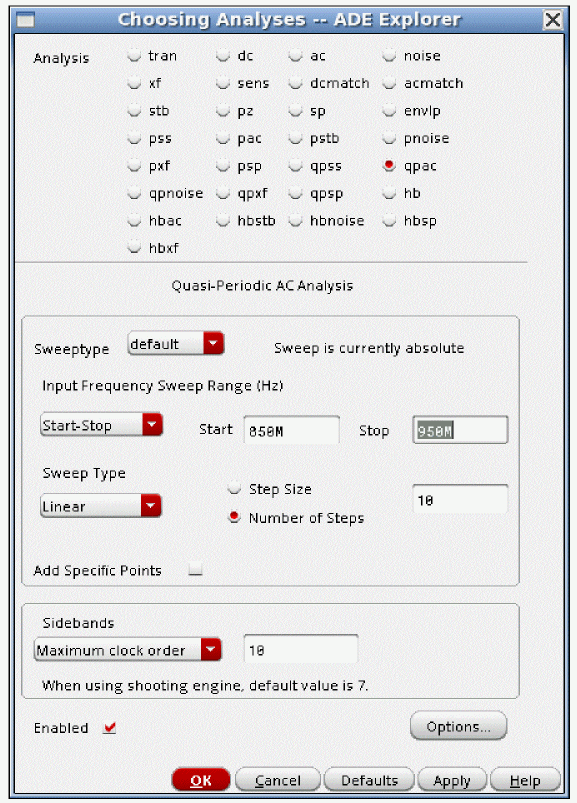 Choosing Analyses -- ADE Explorer
Analysis tran dc ac noise
xf sens dcmatch acmatch
stb pz sp envlp
pss pac pstb pnoise
pxf psp qpss qpac
qpnoise qpxf qpsp hb
hbac hbstb hbnoise hbsp
hbxf
Quasi-Periodic AC Analysis
Sweeptype default Sweep is currently absolute
Input Frequency Sweep Range (Hz)
Start-Stop Start 850M Stop 950M
Sweep Type
Step Size
Linear 10
Number of Steps
Add Specific Points
Sidebands
Maximum clock order 10
When using shooting engine, default value is 7.
Enabled Options...
OK Cancel Defaults Apply Help